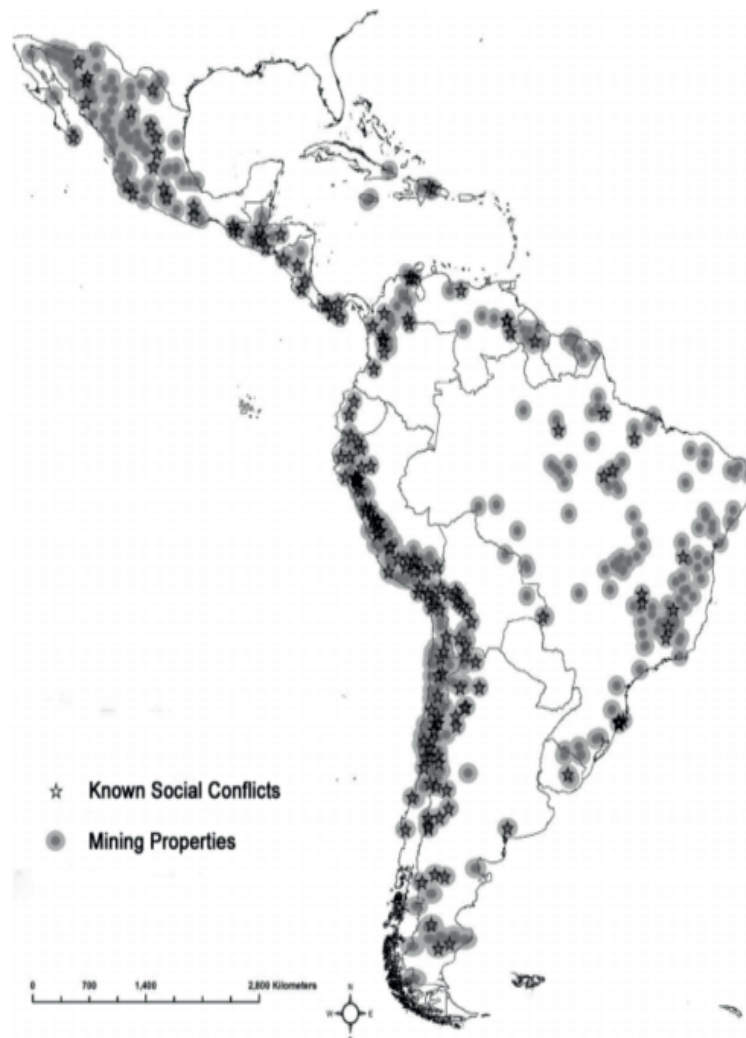 Known Social Conflicts
Mining Properties
0 700 1,400 2,800 Kilometers
N
W E
S